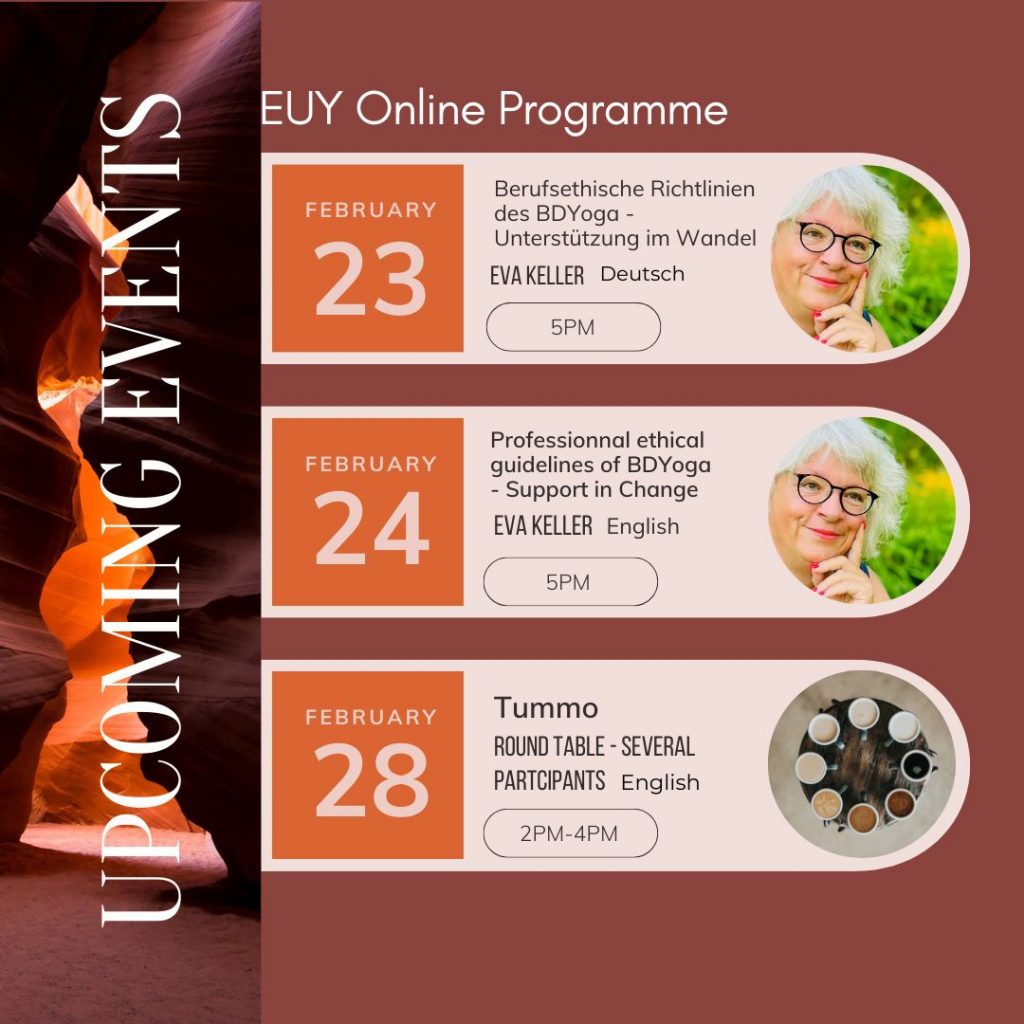 UPCOMING EVENTS
EUY Online Programme
FEBRUARY
23
Berufsethische Richtlinien
des BDYoga -
Unterstützung im Wandel
EVA KELLER Deutsch
5PM
FEBRUARY
24
Professionnal ethical
guidelines of BDYoga
- Support in Change
EVA KELLER English
5PM
FEBRUARY
28
Tummo
ROUND TABLE - SEVERAL
PARTCIPANTS English
2PM-4PM